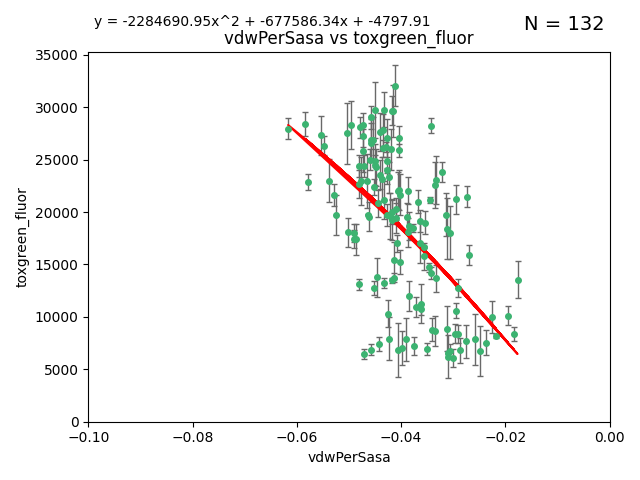 y = -2284690.95x^2 + -677586.34x + -4797.91
N = 132
vdwPerSasa vs toxgreen_fluor
35000
30000
25000
20000
15000
10000
5000
0
toxgreen_fluor
−0.10 −0.08 −0.06 −0.04 −0.02 0.00
vdwPerSasa